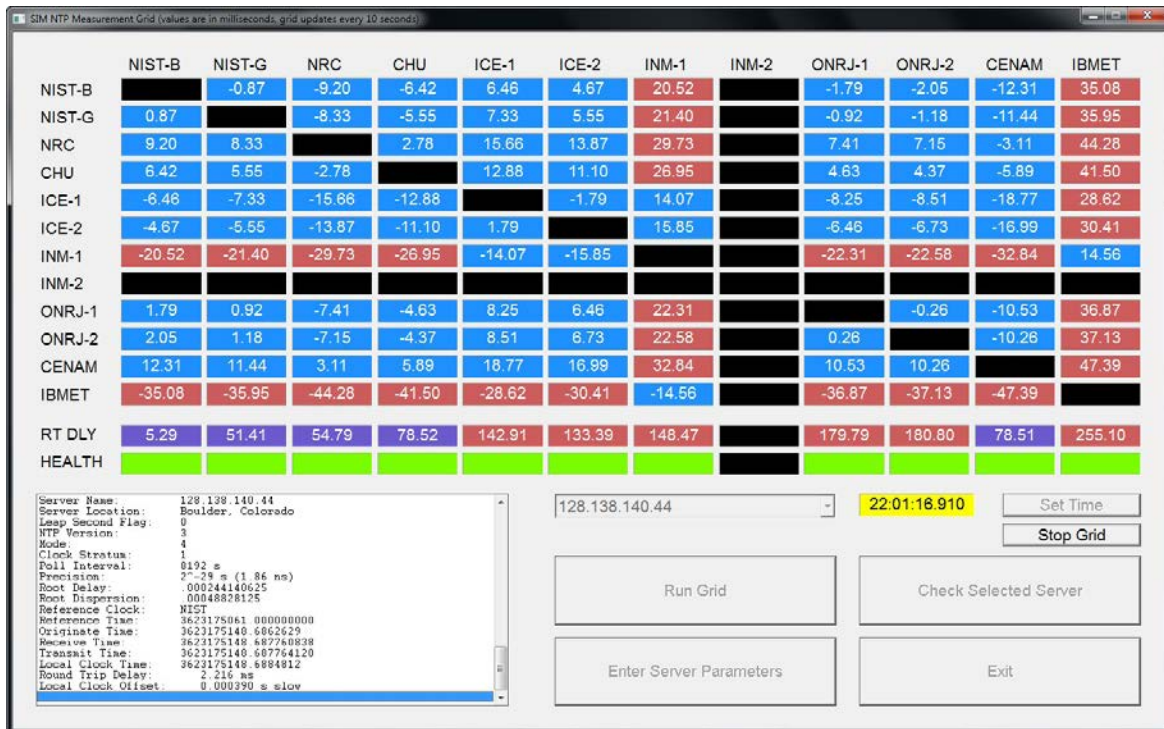 SIM NTP Measurement Grid (values are in milliseconds, grid updates every 10 seconds)
NIST-B NIST-G NRC CHU ICE-1 ICE-2 INM-1 INM-2 ONRJ-1 ONRJ-2 CENAM IBMET
NIST-B -0.87 -9.20 -6.42 6.46 4.67 20.52 -1.79 -2.05 -12.31 35.08
NIST-G 0.87 -8.33 -5.55 7.33 5.55 21.40 -0.92 -1.18 -11.44 35.95
NRC 9.20 8.33 2.78 15.66 13.87 29.73 7.41 7.15 -3.11 44.28
CHU 6.42 5.55 -2.78 12.88 11.10 26.95 4.63 4.37 -5.89 41.50
ICE-1 -6.46 -7.33 -15.66 -12.88 -1.79 14.07 -8.25 -8.51 -18.77 28.62
ICE-2 -4.67 -5.55 -13.87 -11.10 1.79 15.85 -6.46 -6.73 -16.99 30.41
INM-1 -20.52 -21.40 -29.73 -26.95 -14.07 -15.85 -22.31 -22.58 -32.84 14.56
INM-2
ONRJ-1 1.79 0.92 -7.41 -4.63 8.25 6.46 22.31 -0.26 -10.53 36.87
ONRJ-2 2.05 1.18 -7.15 -4.37 8.51 6.73 22.58 0.26 -10.26 37.13
CENAM 12.31 11.44 3.11 5.89 18.77 16.99 32.84 10.53 10.26 47.39
IBMET -35.08 -35.95 -44.28 -41.50 -28.62 -30.41 -14.56 -36.87 -37.13 -47.39
RT DLY 5.29 51.41 54.79 78.52 142.91 133.39 148.47 179.79 180.80 78.51 255.10
HEALTH
Server Name: 128.138.140.44
Server Location: Boulder, Colorado
Leap Second Flag: 0
NTP Version: 3
Mode: 4
Clock Stratum: 1
Poll Interval: 8192 s
Precision: 2^-29 s (1.86 ns)
Root Delay: .000244140625
Root Dispersion: .00048828125
Reference Clock: NIST
Reference Time: 3623175061.000000000
Originate Time: 3623175148.6862629
Receive Time: 3623175148.687760838
Transmit Time: 3623175148.687764120
Local Clock Time: 3623175148.6884812
Round Trip Delay: 2.216 ms
Local Clock Offset: 0.000390 s slow
128.138.140.44
22:01:16.910
Set Time
Stop Grid
Run Grid
Check Selected Server
Enter Server Parameters
Exit